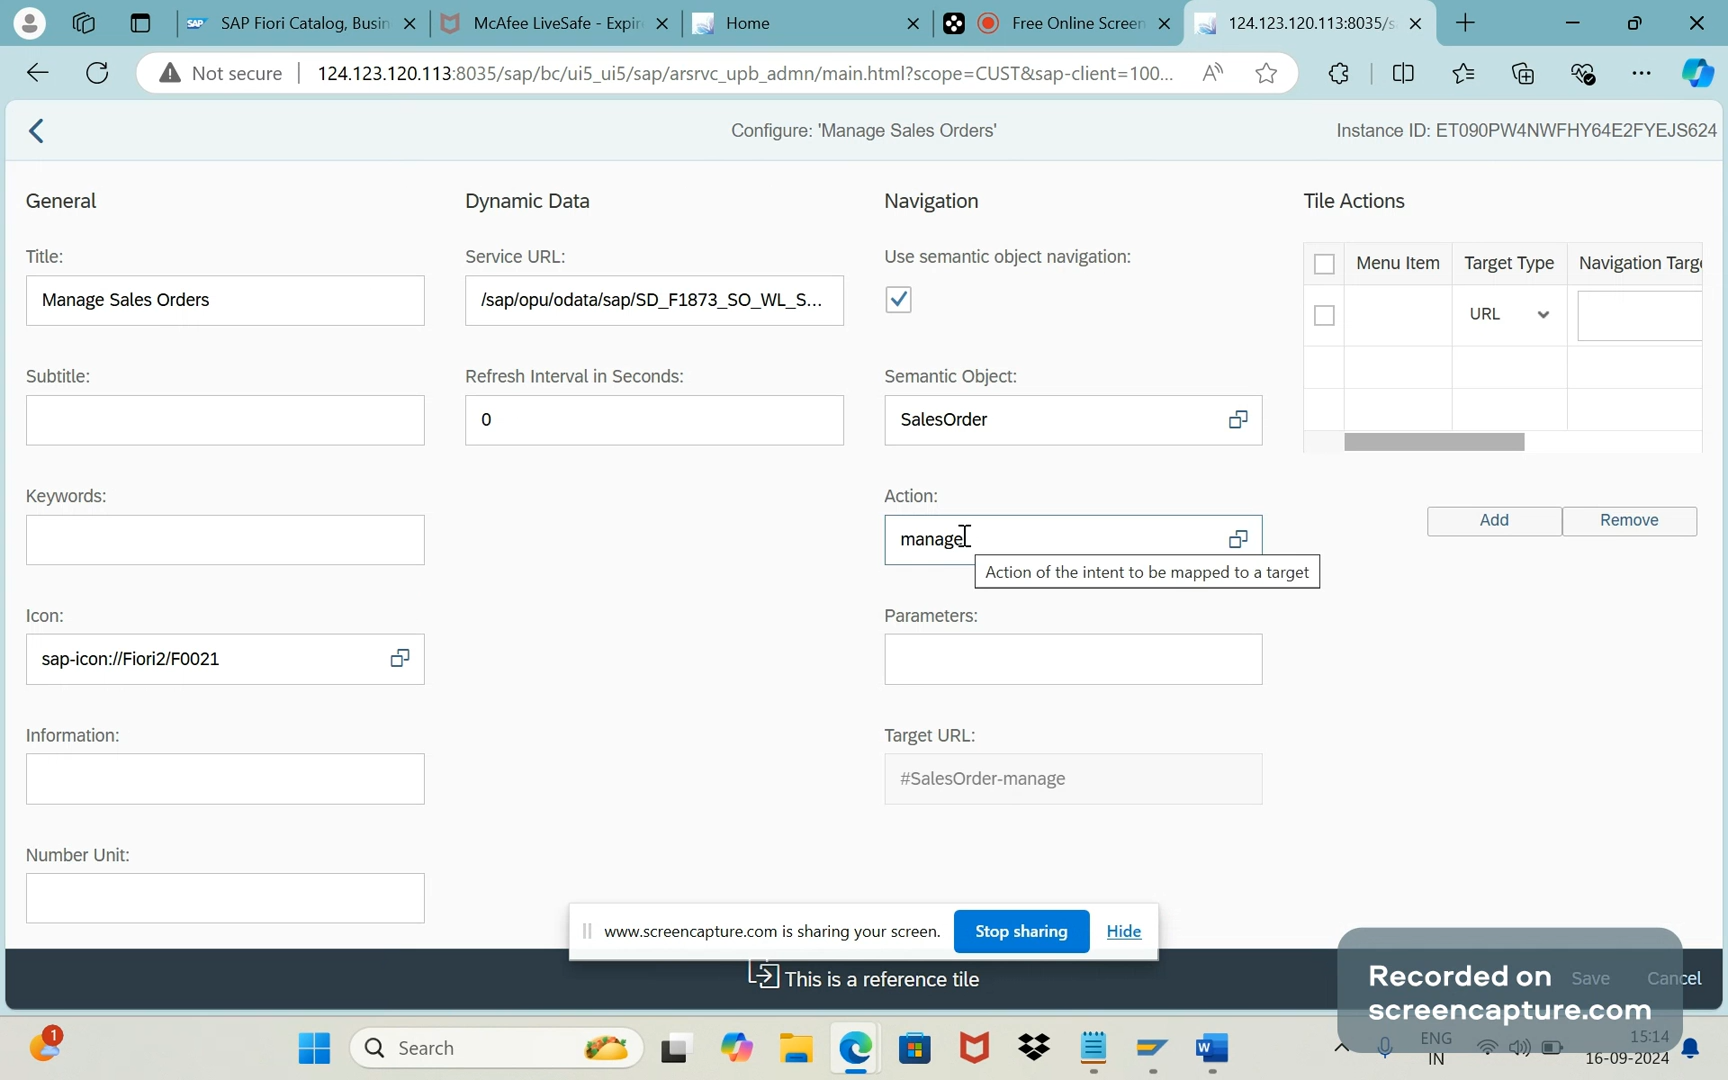 SAP Fiori Catalog, Busin
McAfee LiveSafe - Expir
Home
Free Online Screen
124.123.120.113:8035/s
Not secure
124.123.120.113:8035/sap/bc/ui5_ui5/sap/arsrvc_upb_admn/main.html?scope=CUST&sap-client=100...
Configure: 'Manage Sales Orders'
Instance ID: ET090PW4NWFHY64E2FYEJS624
General
Dynamic Data
Navigation
Tile Actions
Title:
Service URL:
Use semantic object navigation:
Menu Item
Target Type
Navigation Targe
Manage Sales Orders
/sap/opu/odata/sap/SD_F1873_SO_WL_S...
URL
Subtitle:
Refresh Interval in Seconds:
Semantic Object:
0
SalesOrder
Keywords:
Action:
Add
Remove
manage
Action of the intent to be mapped to a target
Icon:
Parameters:
sap-icon://Fiori2/F0021
Information:
Target URL:
#SalesOrder-manage
Number Unit:
www.screencapture.com is sharing your screen.
Stop sharing
Hide
This is a reference tile
Save
Cancel
Recorded on
screencapture.com
1
Search
ENG
IN
15:14
16-09-2024